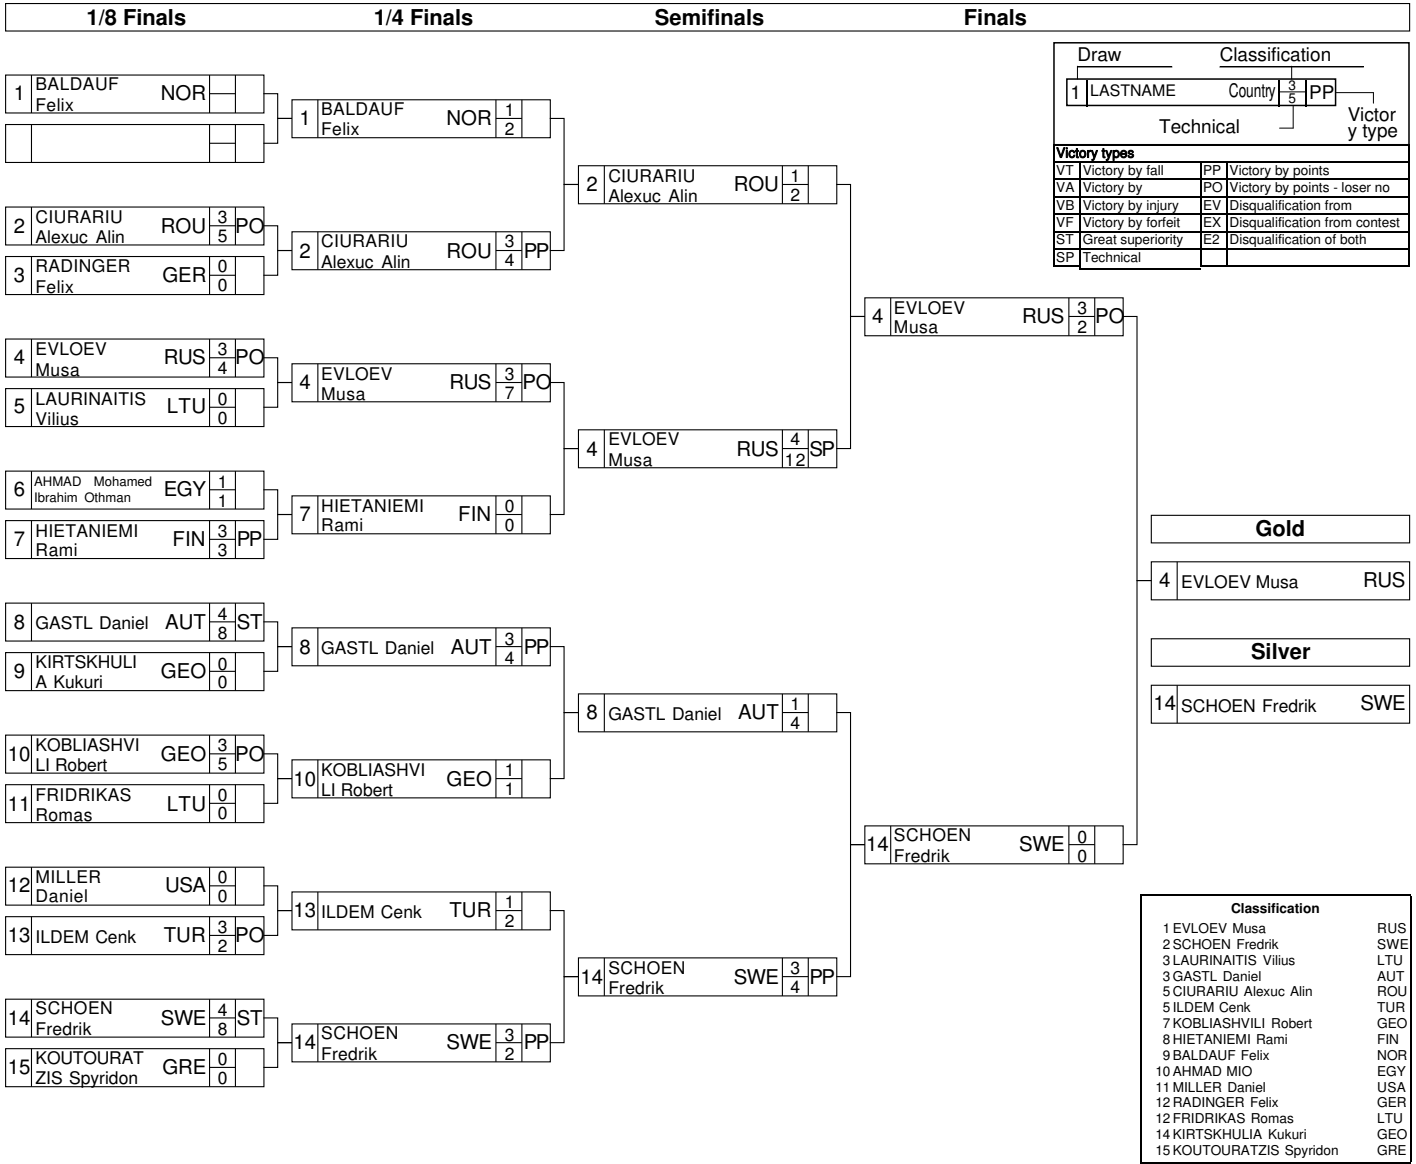 1/8 Finals 1/4 Finals Semifinals Finals
Draw Classification
1 LASTNAME Country 3 5 PP
Technical
Victor
y type
Victory types
VT Victory by fall PP Victory by points
VA Victory by PO Victory by points - loser no
VB Victory by injury EV Disqualification from
VF Victory by forfeit EX Disqualification from contest
ST Great superiority E2 Disqualification of both
SP Technical
1 BALDAUF
Felix NOR
2 CIURARIU
Alexuc Alin ROU 3 5 PO
3 RADINGER
Felix GER 0 0
4 EVLOEV
Musa RUS 3 4 PO
5 LAURINAITIS
Vilius LTU 0 0
6 AHMAD Mohamed
Ibrahim Othman EGY 1 1
7 HIETANIEMI
Rami FIN 3 3 PP
8 GASTL Daniel AUT 4 8 ST
9 KIRTSKHULI
A Kukuri GEO 0 0
10 KOBLIASHVI
LI Robert GEO 3 5 PO
11 FRIDRIKAS
Romas LTU 0 0
12 MILLER
Daniel USA 0 0
13 ILDEM Cenk TUR 3 2 PO
14 SCHOEN
Fredrik SWE 4 8 ST
15 KOUTOURAT
ZIS Spyridon GRE 0 0
1 BALDAUF
Felix NOR 1 2
2 CIURARIU
Alexuc Alin ROU 3 4 PP
4 EVLOEV
Musa RUS 3 7 PO
7 HIETANIEMI
Rami FIN 0 0
8 GASTL Daniel AUT 3 4 PP
10 KOBLIASHVI
LI Robert GEO 1 1
13 ILDEM Cenk TUR 1 2
14 SCHOEN
Fredrik SWE 3 2 PP
2 CIURARIU
Alexuc Alin ROU 1 2
4 EVLOEV
Musa RUS 4 12 SP
8 GASTL Daniel AUT 1 4
14 SCHOEN
Fredrik SWE 3 4 PP
4 EVLOEV
Musa RUS 3 2 PO
14 SCHOEN
Fredrik SWE 0 0
Gold
4 EVLOEV Musa RUS
Silver
14 SCHOEN Fredrik SWE
Classification
1 EVLOEV Musa RUS
2 SCHOEN Fredrik SWE
3 LAURINAITIS Vilius LTU
3 GASTL Daniel AUT
5 CIURARIU Alexuc Alin ROU
5 ILDEM Cenk TUR
7 KOBLIASHVILI Robert GEO
8 HIETANIEMI Rami FIN
9 BALDAUF Felix NOR
10 AHMAD MIO EGY
11 MILLER Daniel USA
12 RADINGER Felix GER
12 FRIDRIKAS Romas LTU
14 KIRTSKHULIA Kukuri GEO
15 KOUTOURATZIS Spyridon GRE